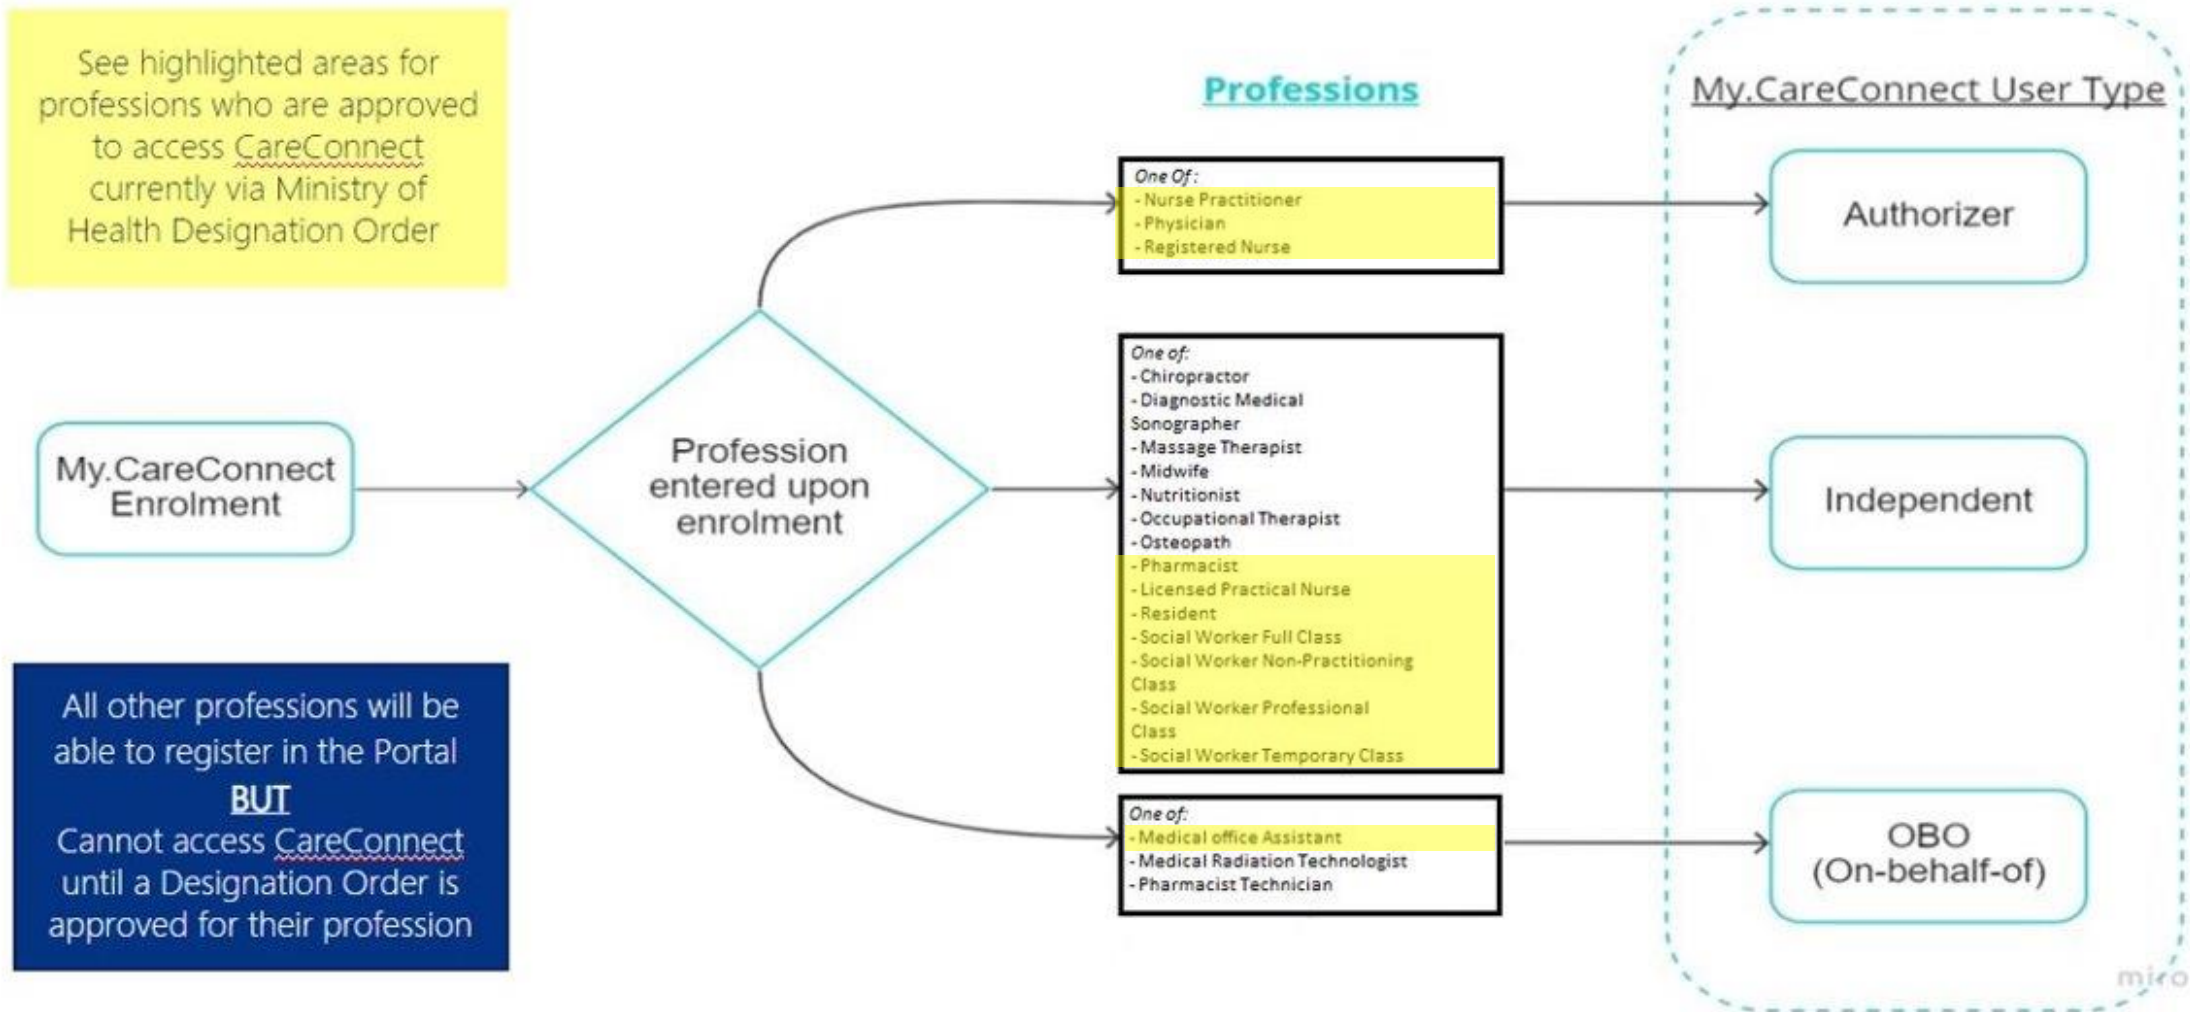 See highlighted areas for
professions who are approved
to access CareConnect
currently via Ministry of
Health Designation Order
My.CareConnect
Enrolment
All other professions will be
able to register in the Portal
BUT
Cannot access CareConnect
until a Designation Order is
approved for their profession
Profession
entered upon
enrolment
Professions
One Of:
- Nurse Practitioner
- Physician
- Registered Nurse
One of:
- Chiropractor
- Diagnostic Medical
Sonographer
- Massage Therapist
- Midwife
- Nutritionist
- Occupational Therapist
- Osteopath
- Pharmacist
- Licensed Practical Nurse
- Resident
- Social Worker Full Class
- Social Worker Non-Practitioning
Class
- Social Worker Professional
Class
- Social Worker Temporary Class
One of:
- Medical office Assistant
- Medical Radiation Technologist
- Pharmacist Technician
My.CareConnect User Type
Authorizer
Independent
OBO
(On-behalf-of)
miro